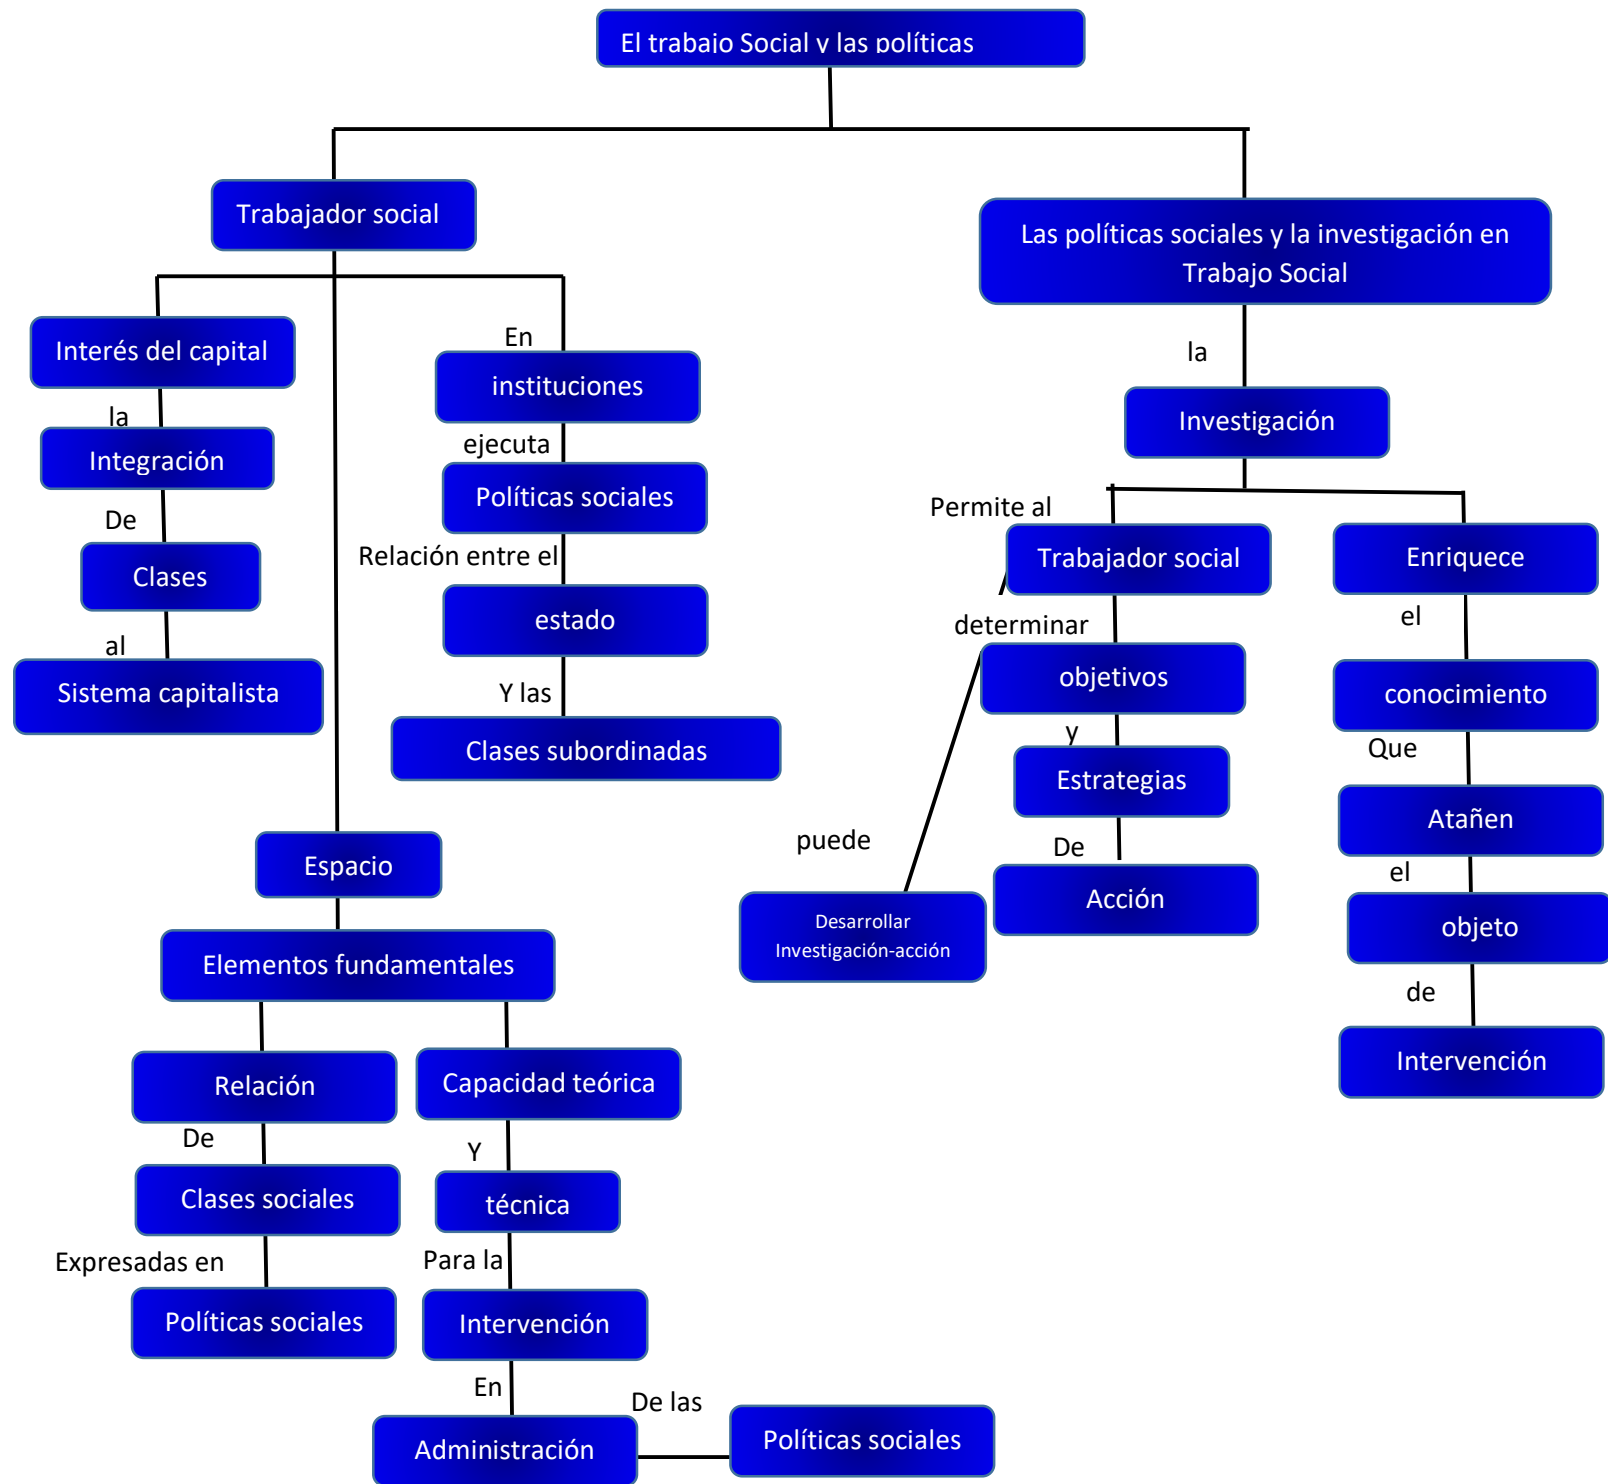 El trabajo Social y las políticas
Trabajador social
Las políticas sociales y la investigación en
Trabajo Social
Interés del capital
la
Integración
De
Clases
al
Sistema capitalista
En
instituciones
ejecuta
Políticas sociales
Relación entre el
estado
Y las
Clases subordinadas
Espacio
Elementos fundamentales
Relación
De
Clases sociales
Expresadas en
Políticas sociales
Capacidad teórica
Y
técnica
Para la
Intervención
En
Administración
De las
Políticas sociales
la
Investigación
Permite al
Trabajador social
determinar
objetivos
y
Estrategias
De
Acción
puede
Desarrollar
Investigación-acción
Enriquece
el
conocimiento
Que
Atañen
el
objeto
de
Intervención